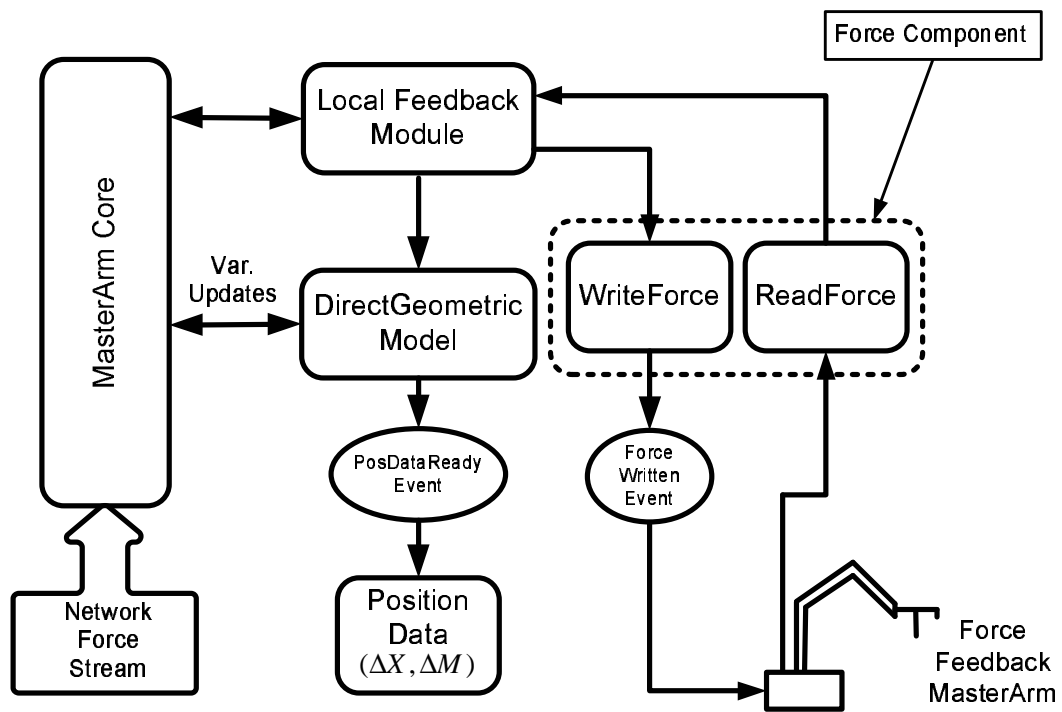 Force Component
Local Feedback
Module
MasterArm Core
Var.
Updates
DirectGeometric
Model
WriteForce
ReadForce
PosDataReady
Event
Force
Written
Event
Network
Force
Stream
Position
Data
(ΔX, ΔM)
Force
Feedback
MasterArm